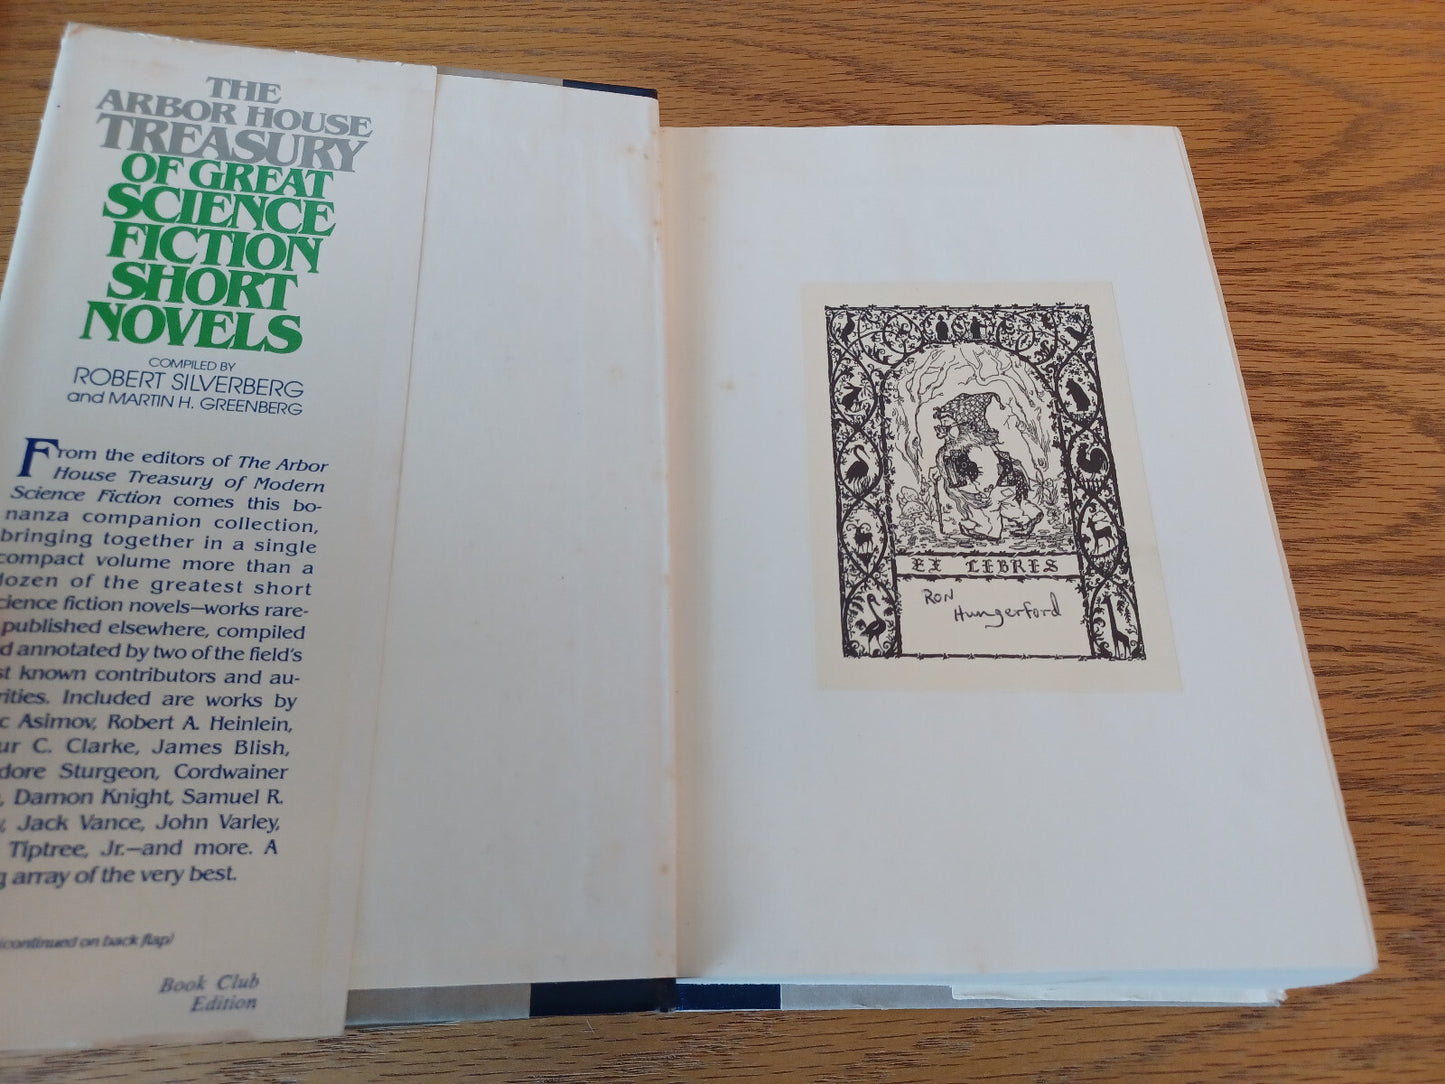 THE
ARBOR HOUSE
TREASURY
OF GREAT
SCIENCE
FICTION
SHORT
NOVELS
COMPILED BY
ROBERT SILVERBERG
and MARTIN H. GREENBERG
From the editors of The Arbor
House Treasury of Modern
Science Fiction comes this bo-
nanza companion collection,
bringing together in a single
compact volume more than a
dozen of the greatest short
science fiction novels—works rare-
published elsewhere, compiled
annotated by two of the field's
known contributors and au-
Included are works by
Asimov, Robert A. Heinlein,
C. Clarke, James Blish,
Sturgeon, Cordwainer
Damon Knight, Samuel R.
Jack Vance, John Varley,
Tiptree, Jr.—and more. A
array of the very best.
(continued on back flap)
Book Club
Edition
EX LIBRIS
RON
Hungerford